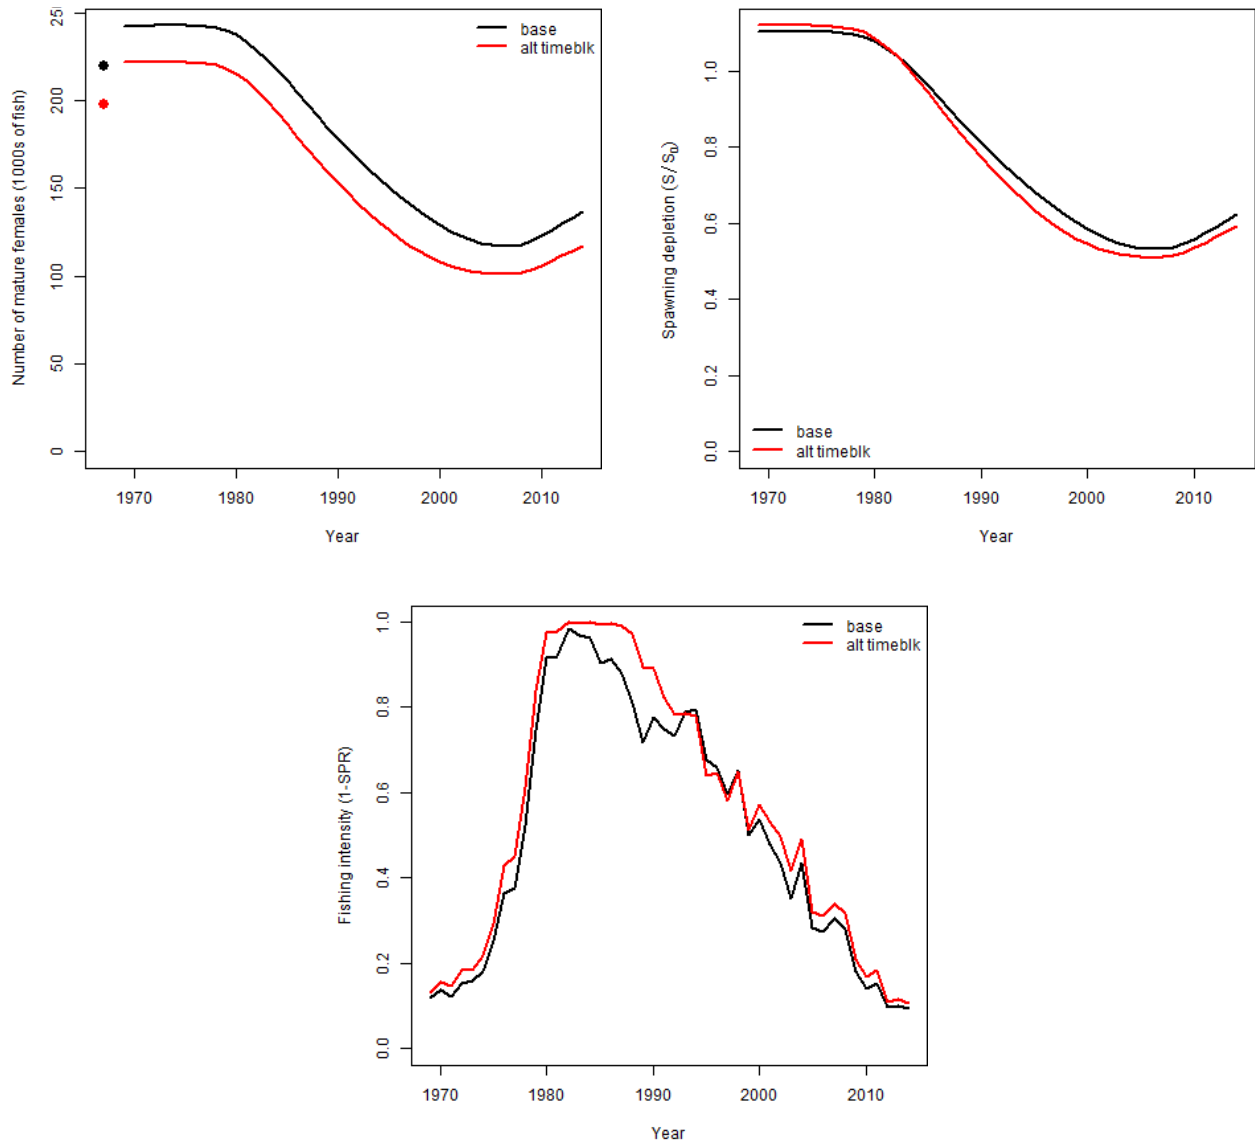 Number of mature females (1000s of fish)
250
200
150
100
50
0
base
alt timeblk
1970 1980 1990 2000 2010
Year
Spawning depletion (S/S0)
1.0
0.8
0.6
0.4
0.2
0.0
base
alt timeblk
1970 1980 1990 2000 2010
Year
Fishing intensity (1-SPR)
1.0
0.8
0.6
0.4
0.2
0.0
base
alt timeblk
1970 1980 1990 2000 2010
Year